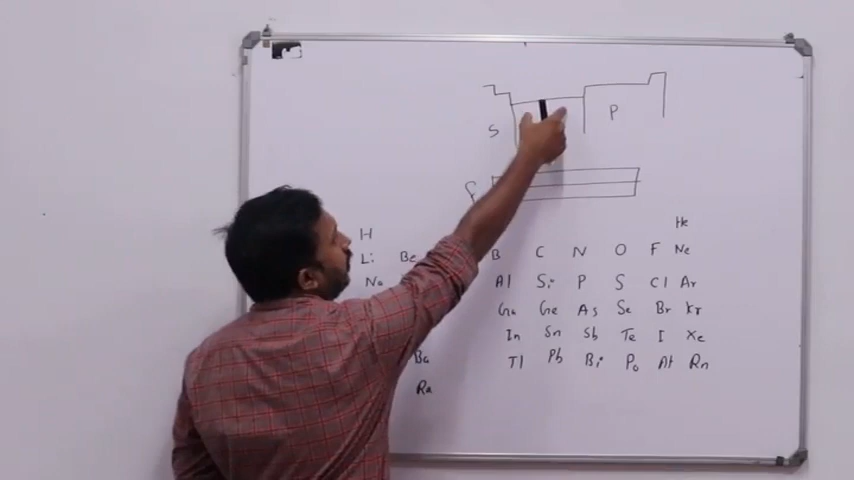 P
S
f
He
H
Li Be B C N O F Ne
Na Al Si P S Cl Ar
Ga Ge As Se Br Kr
In Sn Sb Te I Xe
Ba Tl Pb Bi Po At Rn
Ra